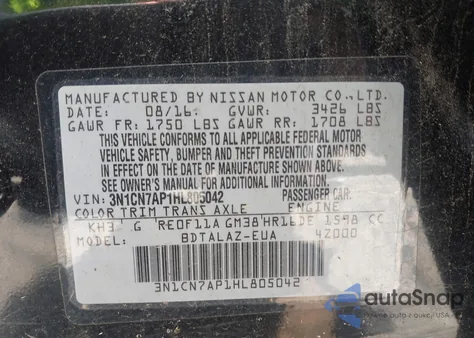 MANUFACTURED BY NISSAN MOTOR CO., LTD.
DATE: 08/16 GVWR: 3426 LBS
GAWR FR: 1750 LBS GAWR RR: 1708 LBS
THIS VEHICLE CONFORMS TO ALL APPLICABLE FEDERAL MOTOR
VEHICLE SAFETY, BUMPER AND THEFT PREVENTION STANDARDS
IN EFFECT ON THE DATE OF MANUFACTURE SHOWN ABOVE.
SEE OWNER'S MANUAL FOR ADDITIONAL INFORMATION.
VIN: 3N1CN7AP1HL805042 PASSENGER CAR
COLOR TRIM TRANS AXLE ENGINE
KH3 G RE0F11A GM38 HR16DE 1598 CC
MODEL: BDTALAZ-EUA 42000
3N1CN7AP1HL805042
autoSnap